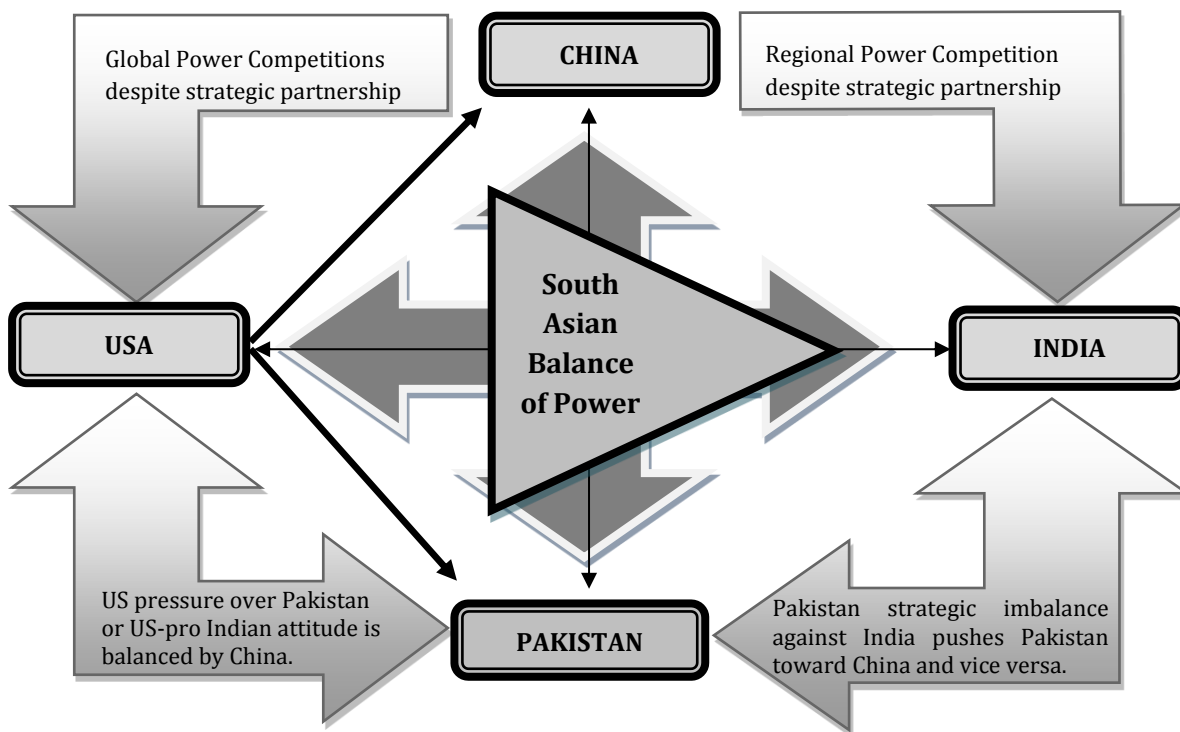 Global Power Competitions
despite strategic partnership
CHINA
Regional Power Competition
despite strategic partnership
South
Asian
Balance
of Power
USA
INDIA
US pressure over Pakistan
or US-pro Indian attitude is
balanced by China.
PAKISTAN
Pakistan strategic imbalance
against India pushes Pakistan
toward China and vice versa.